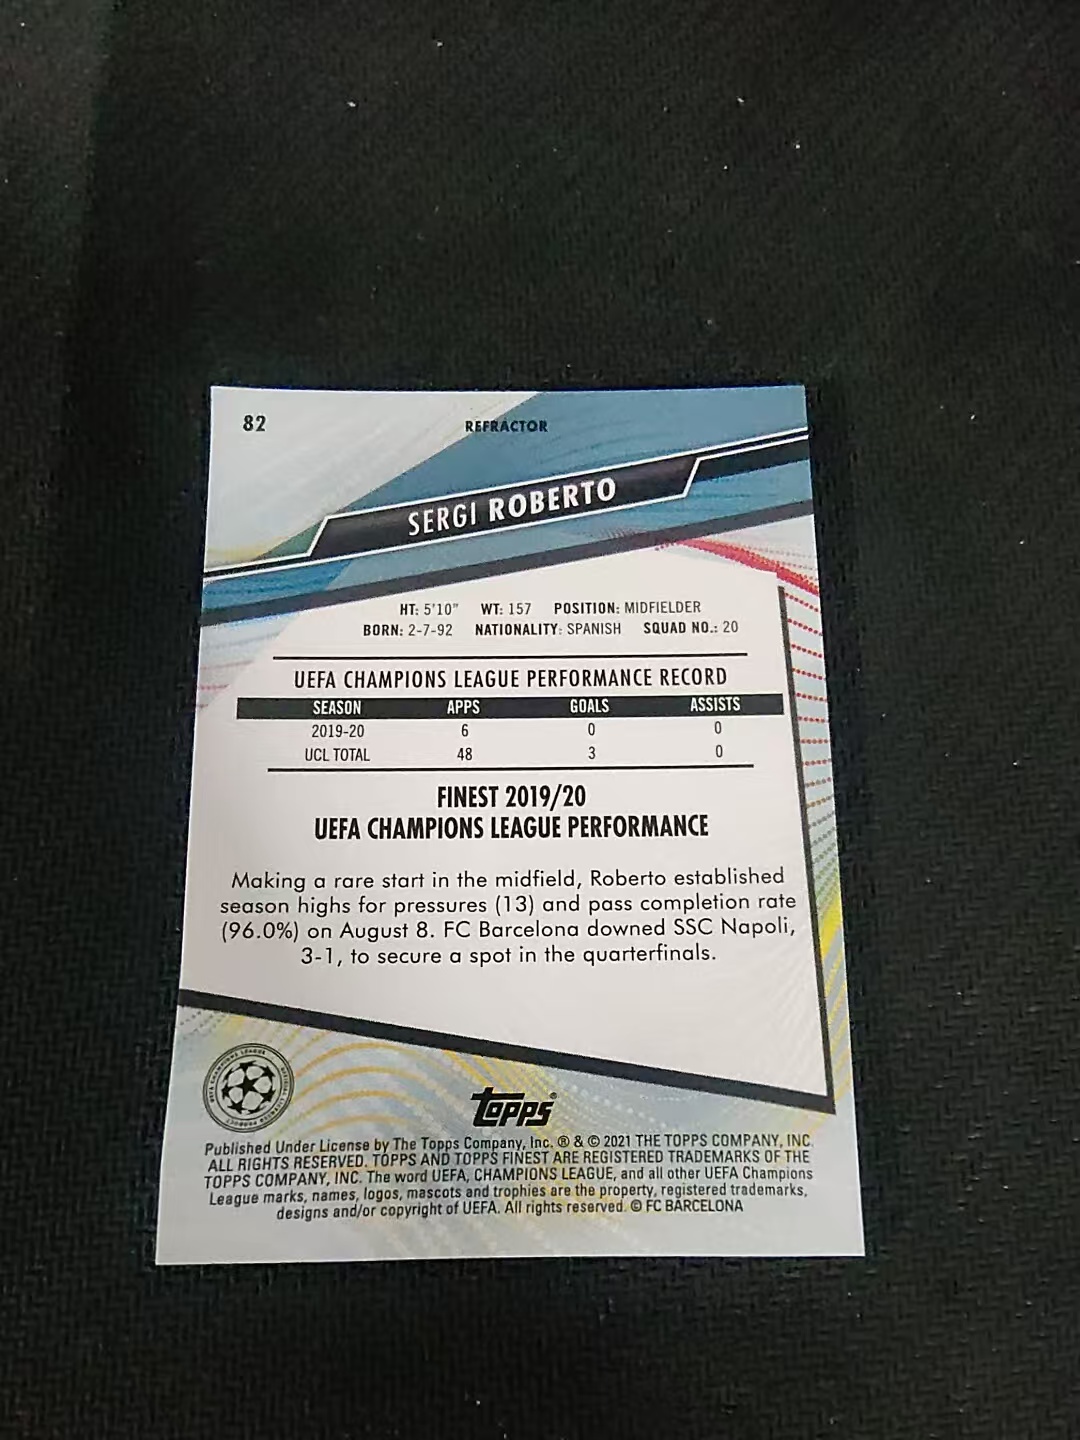 82
REFRACTOR
SERGI ROBERTO
HT: 5'10" WT: 157 POSITION: MIDFIELDER
BORN: 2-7-92 NATIONALITY: SPANISH SQUAD NO.: 20
UEFA CHAMPIONS LEAGUE PERFORMANCE RECORD
SEASON APPS GOALS ASSISTS
2019-20 6 0 0
UCL TOTAL 48 3 0
FINEST 2019/20
UEFA CHAMPIONS LEAGUE PERFORMANCE
Making a rare start in the midfield, Roberto established
season highs for pressures (13) and pass completion rate
(96.0%) on August 8. FC Barcelona downed SSC Napoli,
3-1, to secure a spot in the quarterfinals.
TOPPS®
Published Under License by The Topps Company, Inc. ® & © 2021 THE TOPPS COMPANY, INC.
ALL RIGHTS RESERVED. TOPPS AND TOPPS FINEST ARE REGISTERED TRADEMARKS OF THE
TOPPS COMPANY, INC. The word UEFA, CHAMPIONS LEAGUE, and all other UEFA Champions
League marks, names, logos, mascots and trophies are the property, registered trademarks,
designs and/or copyright of UEFA. All rights reserved. © FC BARCELONA